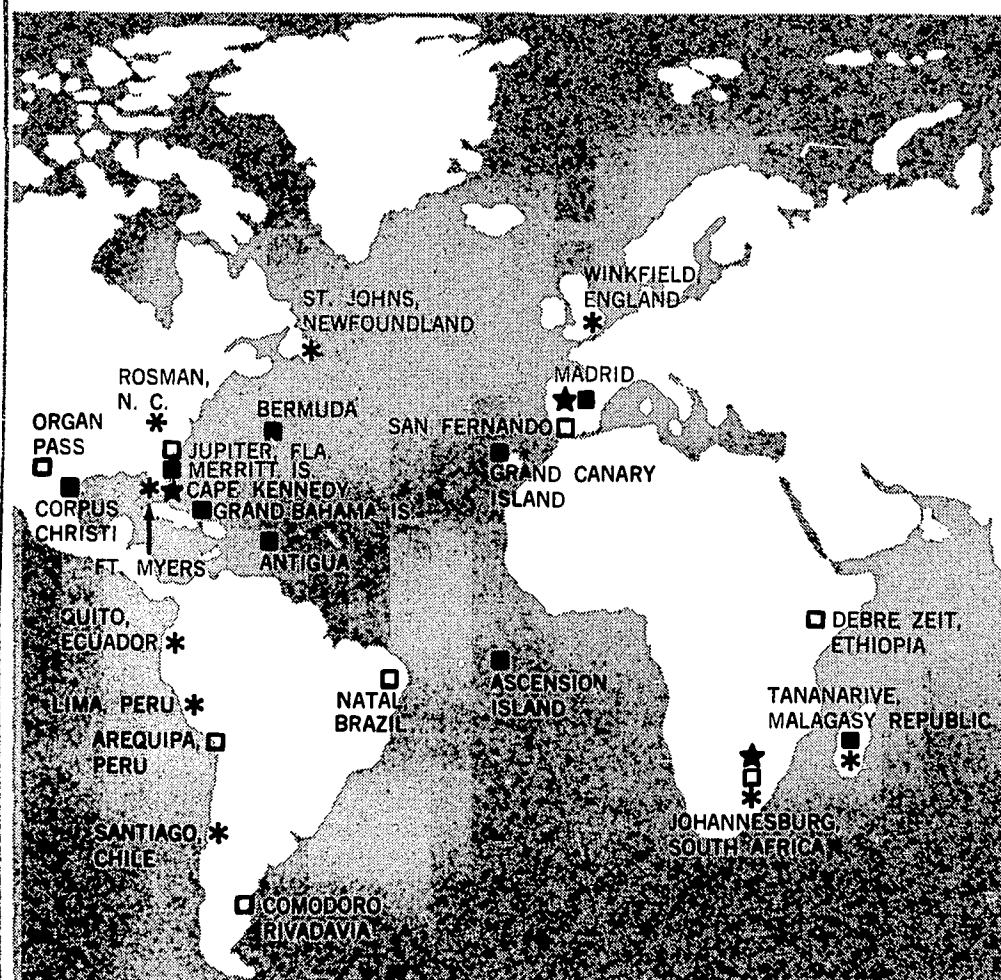 WINKFIELD,
ENGLAND
ST. JOHNS,
NEWFOUNDLAND
ROSMAN,
N. C.
MADRID
ORGAN
PASS
BERMUDA
SAN FERNANDO
JUPITER, FLA.
MERRITT IS.
GRAND CANARY
ISLAND
CAPE KENNEDY
CORPUS
CHRISTI
GRAND BAHAMA IS.
ANTIGUA
FT. MYERS
QUITO,
ECUADOR
DEBRE ZEIT,
ETHIOPIA
ASCENSION
ISLAND
NATAL,
BRAZIL
TANANARIVE,
MALAGASY REPUBLIC
LIMA, PERU
AREQUIPA,
PERU
SANTIAGO,
CHILE
JOHANNESBURG,
SOUTH AFRICA
COMODORO
RIVADAVIA